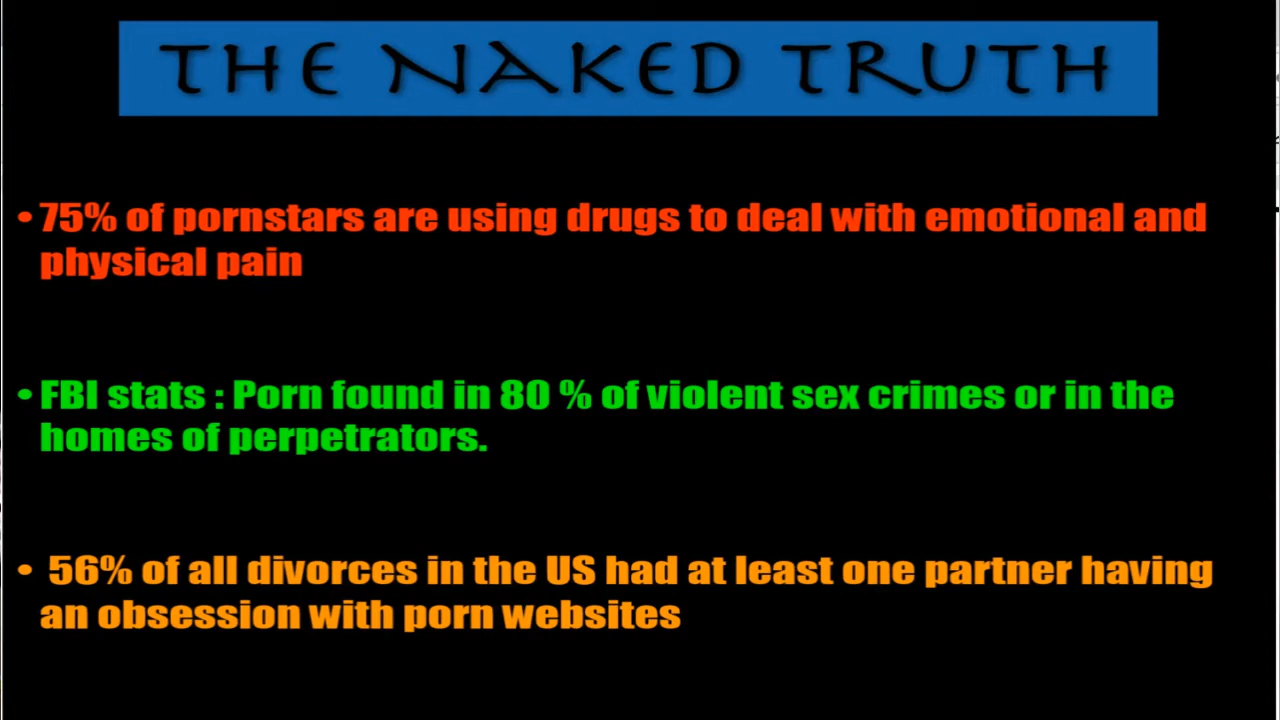 THE NAKED TRUTH
• 75% of pornstars are using drugs to deal with emotional and
physical pain
• FBI stats : Porn found in 80 % of violent sex crimes or in the
homes of perpetrators.
• 56% of all divorces in the US had at least one partner having
an obsession with porn websites